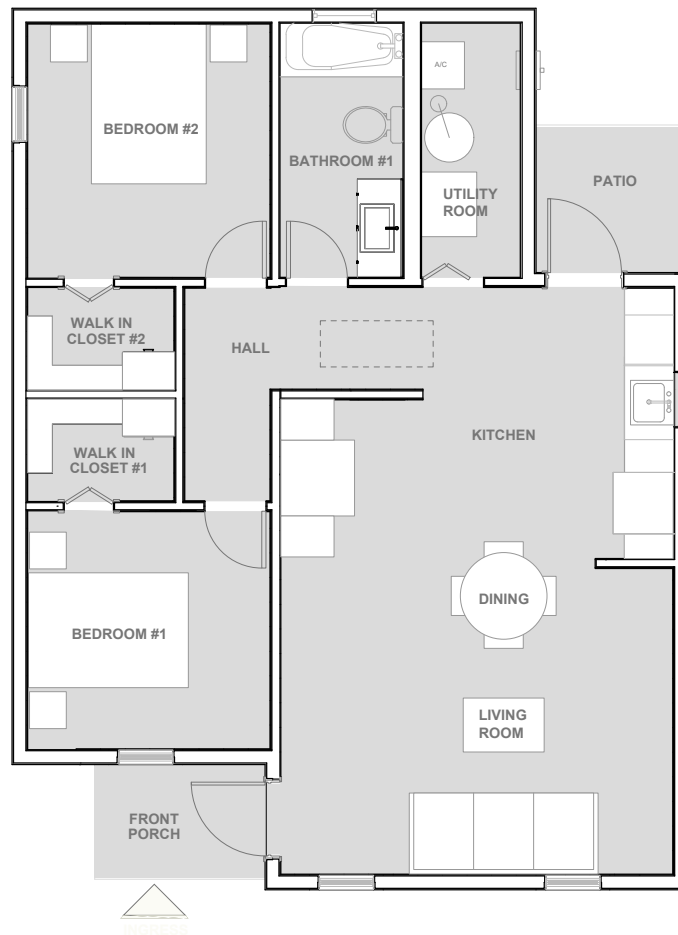 A/C
BEDROOM #2
BATHROOM #1
PATIO
UTILITY
ROOM
WALK IN
CLOSET #2
HALL
KITCHEN
WALK IN
CLOSET #1
DINING
BEDROOM #1
LIVING
ROOM
FRONT
PORCH
INGRESS